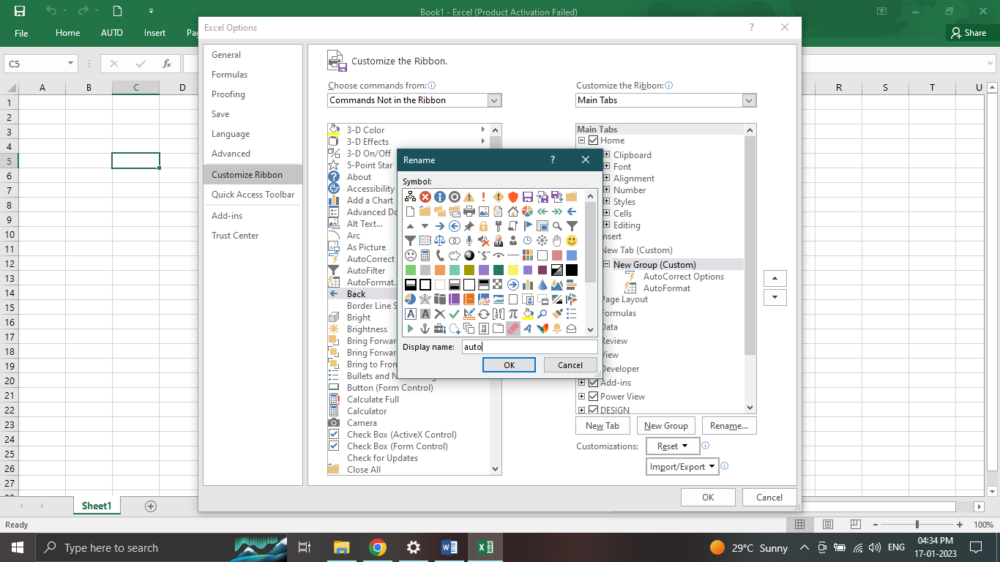 Book1 - Excel (Product Activation Failed)
File
Home
AUTO
Insert
Share
Excel Options
?
General
Formulas
Proofing
Save
Language
Advanced
Customize Ribbon
Quick Access Toolbar
Add-ins
Trust Center
Customize the Ribbon.
Choose commands from:
Commands Not in the Ribbon
3-D Color
3-D Effects
3-D On/Off
5-Point Star
About
Accessibility
Add a Chart
Advanced
Alt Text...
Arc
As Picture
AutoCorrect
AutoFilter
AutoFormat.
Back
Border Line
Bright
Brightness
Bring Forwar
Bring Forwar
Bring to Fron
Bullets and
Button (Form Control)
Calculate Full
Calculator
Camera
Check Box (ActiveX Control)
Check Box (Form Control)
Check for Updates
Close All
Customize the Ribbon:
Main Tabs
Main Tabs
Home
Clipboard
Font
Alignment
Number
Styles
Cells
Editing
nsert
New Tab (Custom)
New Group (Custom)
AutoCorrect Options
AutoFormat
Page Layout
Formulas
Data
Review
View
Developer
Add-ins
Power View
DESIGN
New Tab
New Group
Rename...
Customizations:
Reset
Import/Export
OK
Cancel
Rename
?
Symbol:
Display name:
auto
OK
Cancel
C5
fx
A B C D R S T U
1
2
3
4
5
6
7
8
9
10
11
12
13
14
15
16
17
18
19
20
21
22
23
24
25
26
27
Sheet1
Ready
100%
Type here to search
29°C Sunny
ENG
04:34 PM
17-01-2023